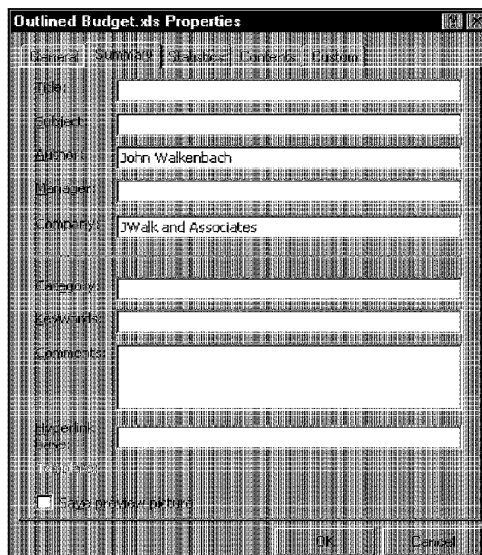 Outlined Budget.xls Properties
General Summary Statistics Contents Custom
Title:
Subject:
Author: John Walkenbach
Manager:
Company: JWalk and Associates
Category:
Keywords:
Comments:
Hyperlink
base:
Template:
Save preview picture
OK Cancel